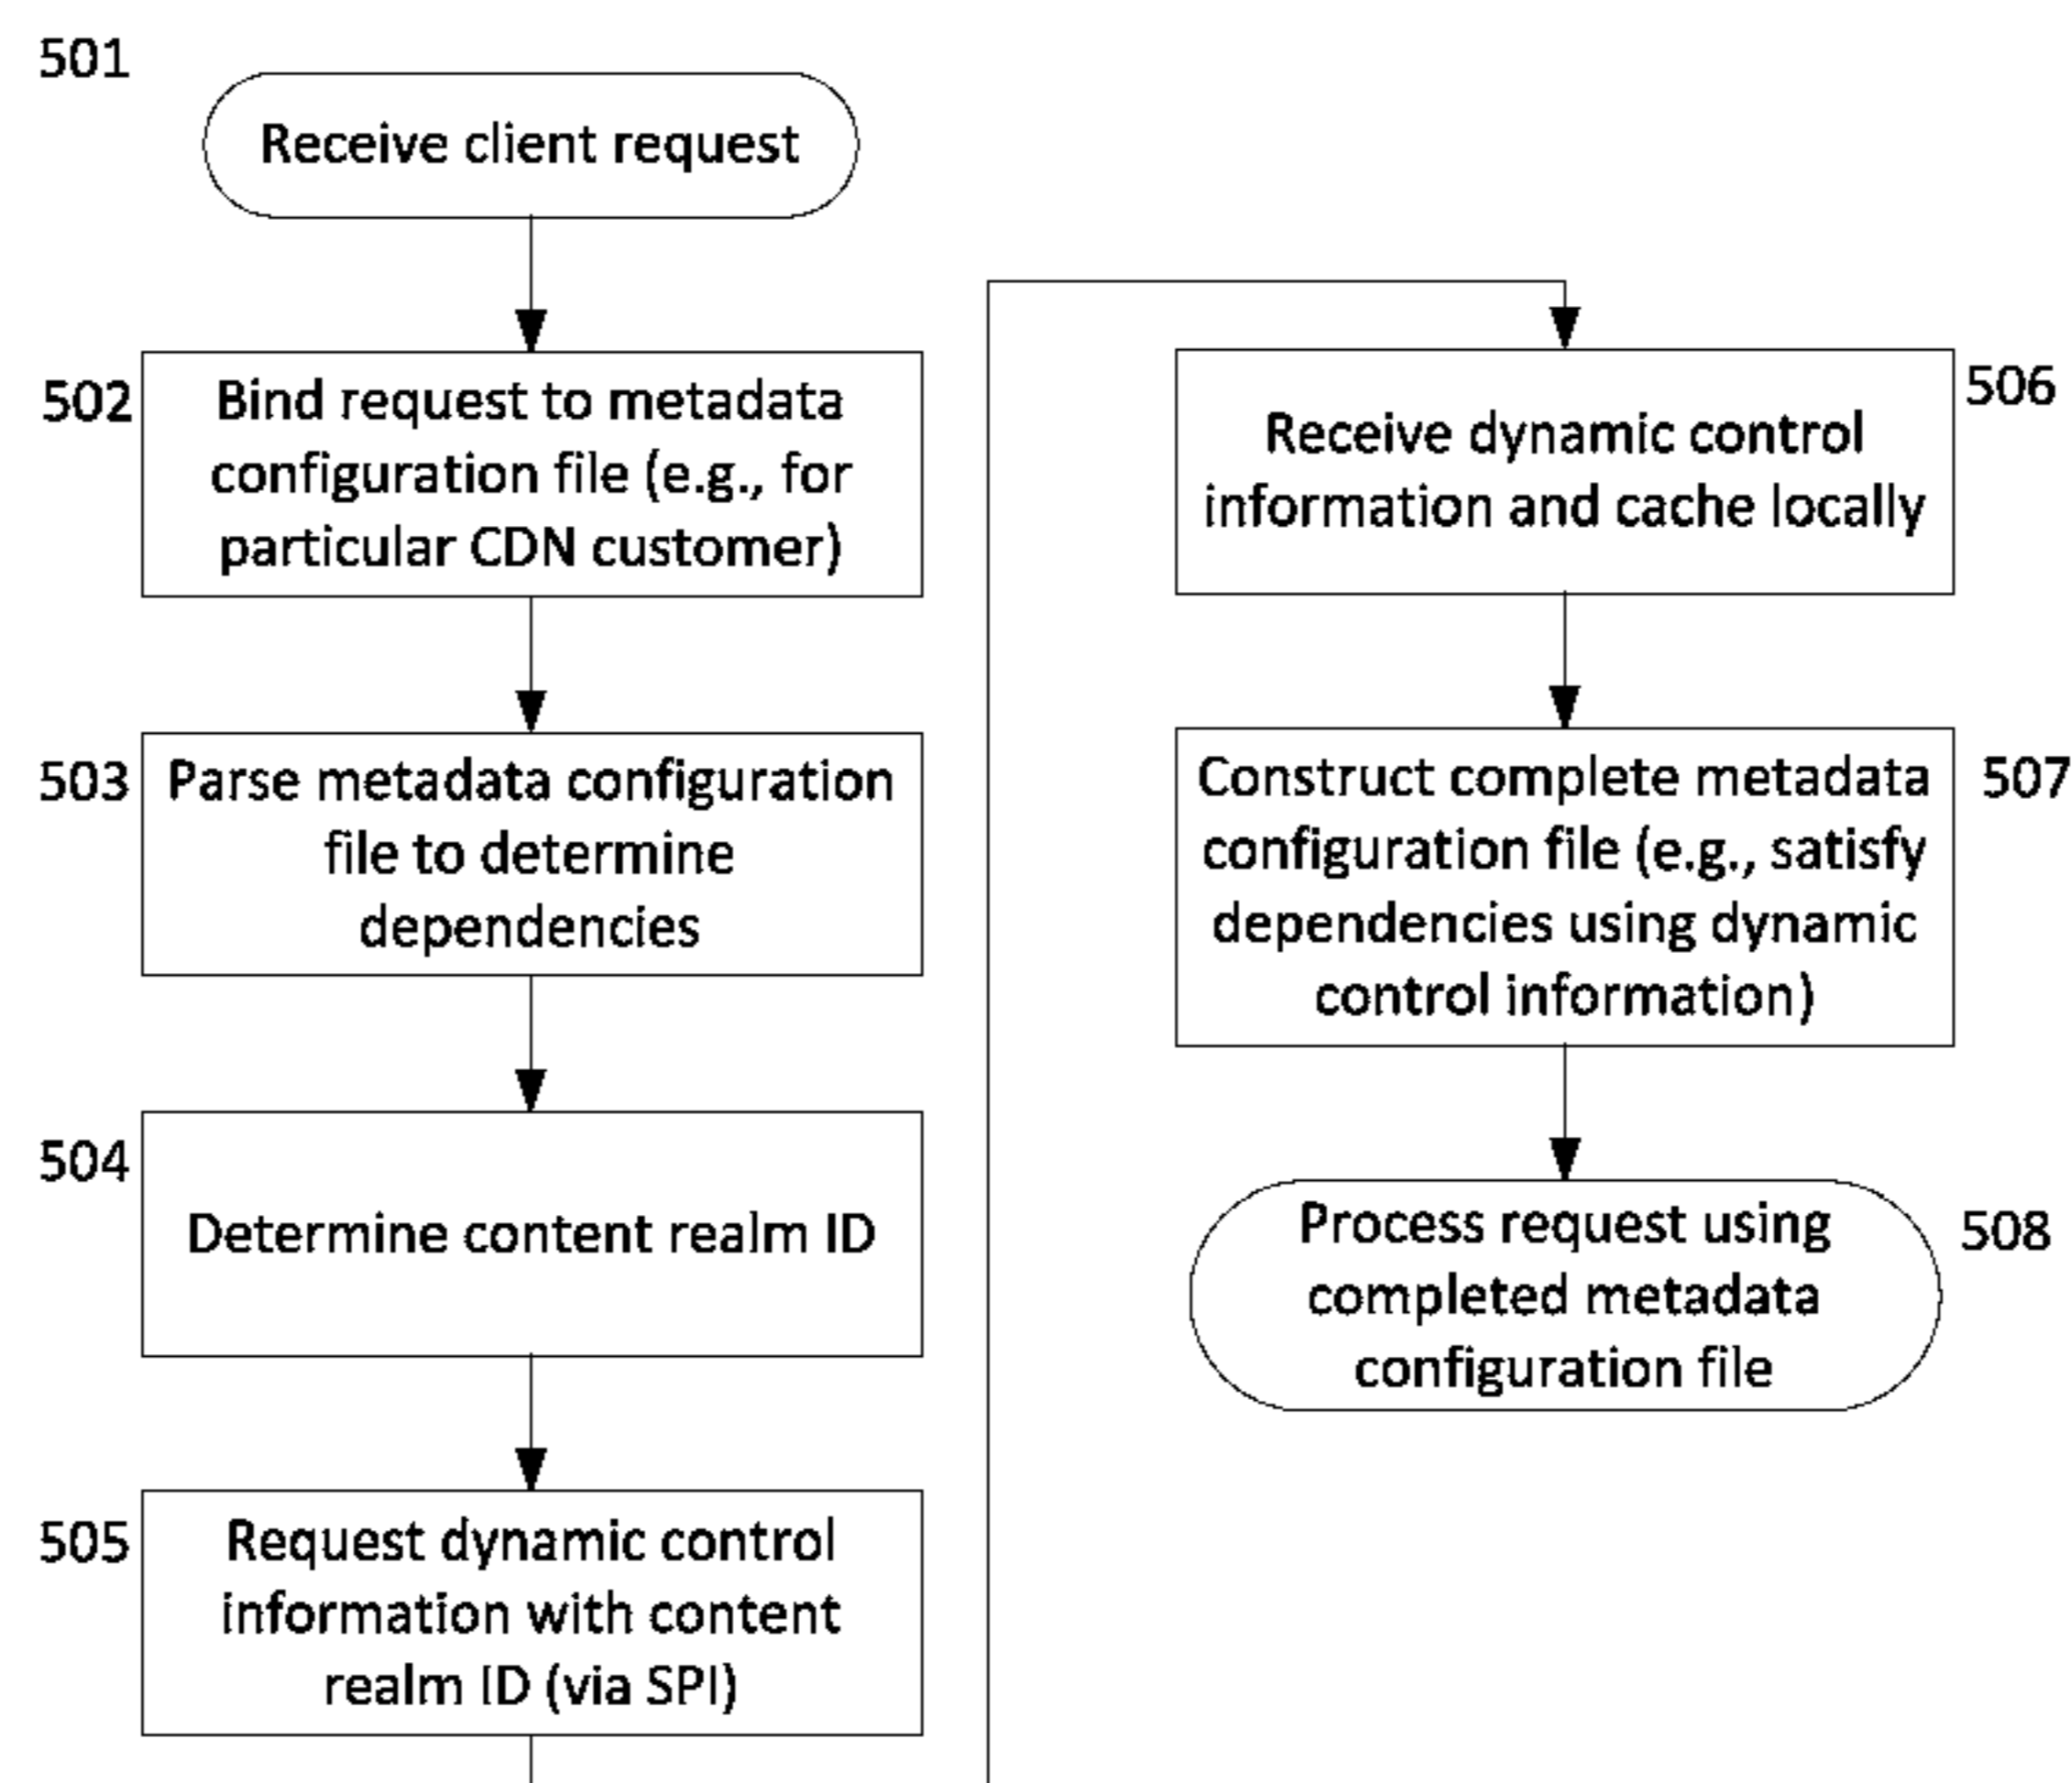 501
Receive client request
502
Bind request to metadata
configuration file (e.g., for
particular CDN customer)
503
Parse metadata configuration
file to determine
dependencies
504
Determine content realm ID
505
Request dynamic control
information with content
realm ID (via SPI)
506
Receive dynamic control
information and cache locally
507
Construct complete metadata
configuration file (e.g., satisfy
dependencies using dynamic
control information)
508
Process request using
completed metadata
configuration file